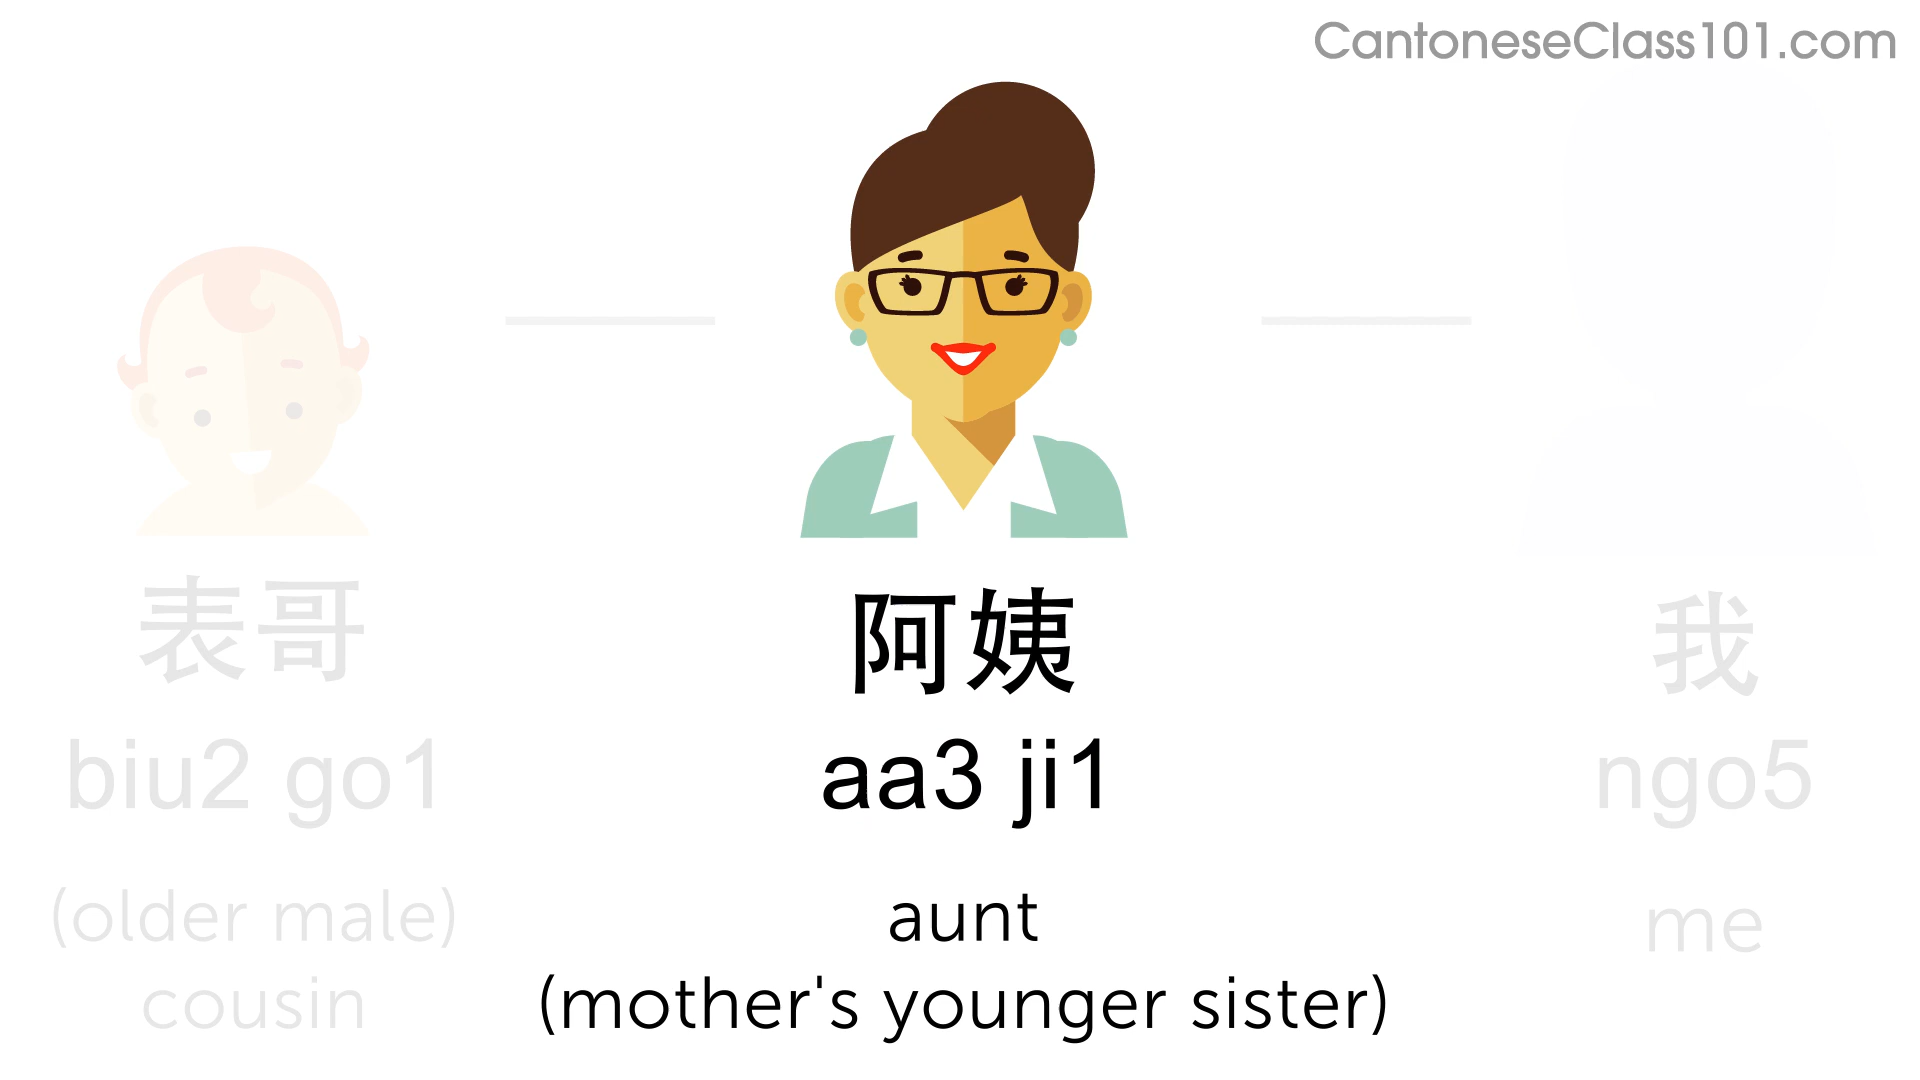 CantoneseClass101.com
表哥
biu2 go1
(older male)
cousin
阿姨
aa3 ji1
aunt
(mother's younger sister)
我
ngo5
me